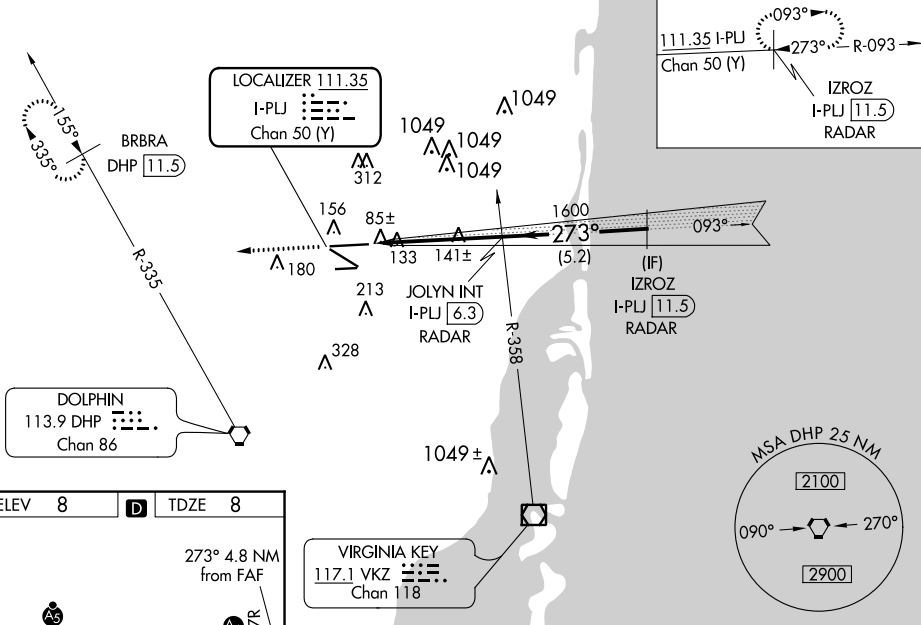 093°
111.35 I-PLJ
Chan 50 (Y)
273°
R-093
IZROZ
I-PLJ 11.5
RADAR
LOCALIZER 111.35
I-PLJ
Chan 50 (Y)
155°
335°
BRBRA
DHP 11.5
R-335
1049
1049
1049
1049
312
156
85±
180
133
141±
213
328
1600
273°
(5.2)
093°
(IF)
IZROZ
I-PLJ 11.5
RADAR
JOLYN INT
I-PLJ 6.3
RADAR
R-358
DOLPHIN
113.9 DHP
Chan 86
1049 ±
VIRGINIA KEY
117.1 VKZ
Chan 118
MSA DHP 25 NM
2100
090°
270°
2900
ELEV 8
D
TDZE 8
273° 4.8 NM
from FAF
A5